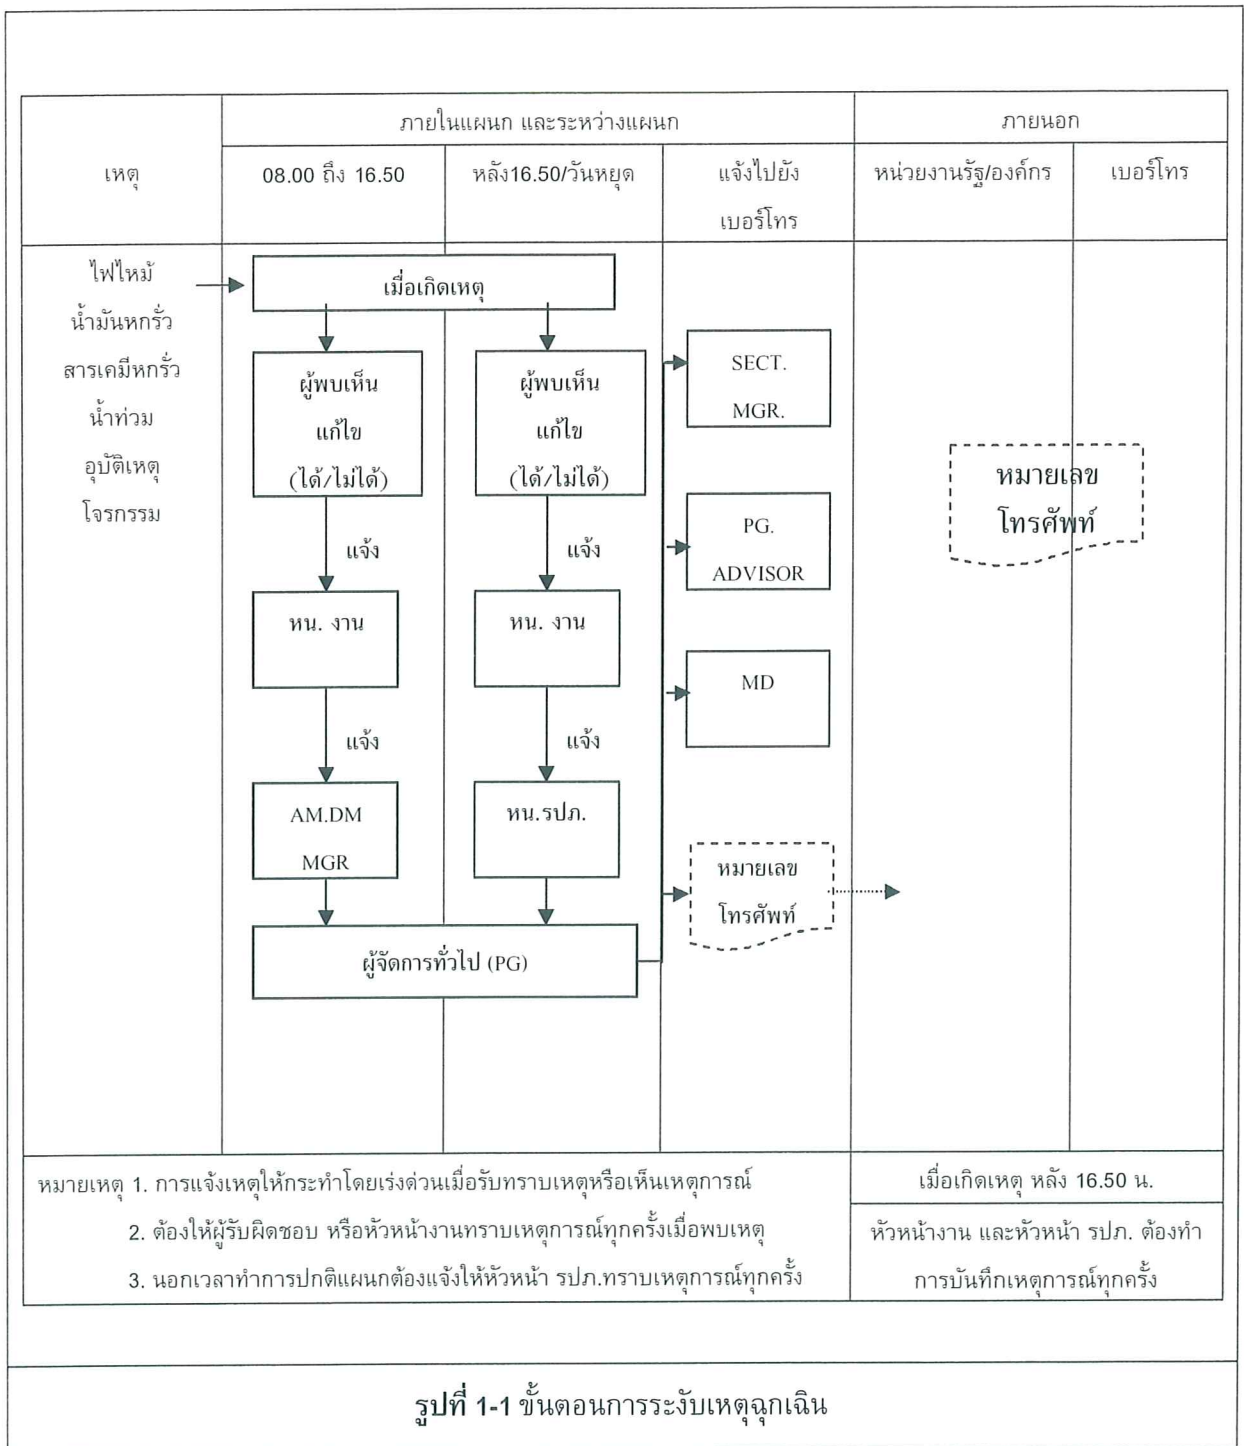 ภายในแผนก และระหว่างแผนก
ภายนอก
เหตุ
08.00 ถึง 16.50
หลัง16.50/วันหยุด
แจ้งไปยัง
เบอร์โทร
หน่วยงานรัฐ/องค์กร
เบอร์โทร
ไฟไหม้
น้ำมันหกรั่ว
สารเคมีหกรั่ว
น้ำท่วม
อุบัติเหตุ
โจรกรรม
เมื่อเกิดเหตุ
ผู้พบเห็น
แก้ไข
(ได้/ไม่ได้)
แจ้ง
หน. งาน
แจ้ง
AM.DM
MGR
ผู้พบเห็น
แก้ไข
(ได้/ไม่ได้)
แจ้ง
หน. งาน
แจ้ง
หน.รปภ.
ผู้จัดการทั่วไป (PG)
SECT.
MGR.
PG.
ADVISOR
MD
หมายเลข
โทรศัพท์
หมายเลข
โทรศัพท์
หมายเหตุ 1. การแจ้งเหตุให้กระทำโดยเร่งด่วนเมื่อรับทราบเหตุหรือเห็นเหตุการณ์
2. ต้องให้ผู้รับผิดชอบ หรือหัวหน้างานทราบเหตุการณ์ทุกครั้งเมื่อพบเหตุ
3. นอกเวลาทำการปกติแผนกต้องแจ้งให้หัวหน้า รปภ.ทราบเหตุการณ์ทุกครั้ง
เมื่อเกิดเหตุ หลัง 16.50 น.
หัวหน้างาน และหัวหน้า รปภ. ต้องทำ
การบันทึกเหตุการณ์ทุกครั้ง
รูปที่ 1-1 ขั้นตอนการระงับเหตุฉุกเฉิน